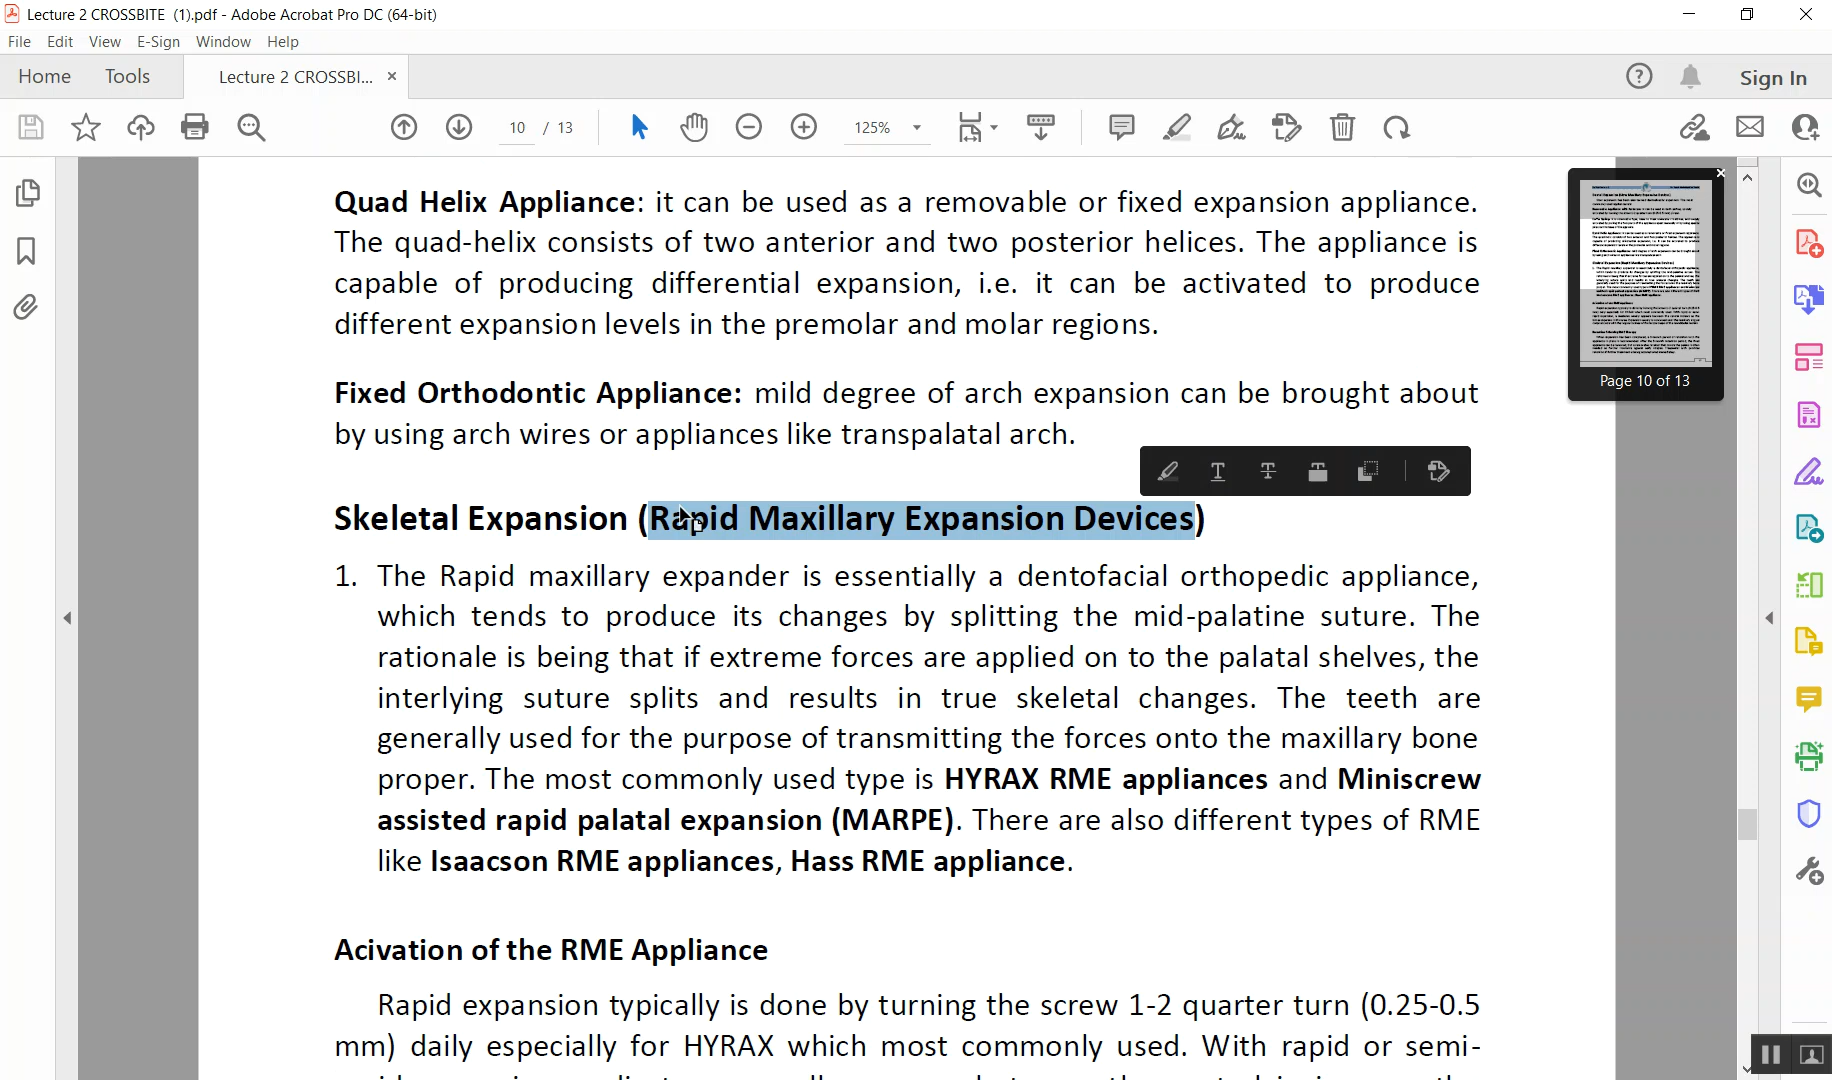 Lecture 2 CROSSBITE (1).pdf - Adobe Acrobat Pro DC (64-bit)
File Edit View E-Sign Window Help
Home Tools Lecture 2 CROSSBI... × Sign In
10 / 13 125%
Quad Helix Appliance: it can be used as a removable or fixed expansion appliance.
The quad-helix consists of two anterior and two posterior helices. The appliance is
capable of producing differential expansion, i.e. it can be activated to produce
different expansion levels in the premolar and molar regions.
Page 10 of 13
Fixed Orthodontic Appliance: mild degree of arch expansion can be brought about
by using arch wires or appliances like transpalatal arch.
Skeletal Expansion (Rapid Maxillary Expansion Devices)
1. The Rapid maxillary expander is essentially a dentofacial orthopedic appliance,
which tends to produce its changes by splitting the mid-palatine suture. The
rationale is being that if extreme forces are applied on to the palatal shelves, the
interlying suture splits and results in true skeletal changes. The teeth are
generally used for the purpose of transmitting the forces onto the maxillary bone
proper. The most commonly used type is HYRAX RME appliances and Miniscrew
assisted rapid palatal expansion (MARPE). There are also different types of RME
like Isaacson RME appliances, Hass RME appliance.
Acivation of the RME Appliance
Rapid expansion typically is done by turning the screw 1-2 quarter turn (0.25-0.5
mm) daily especially for HYRAX which most commonly used. With rapid or semi-